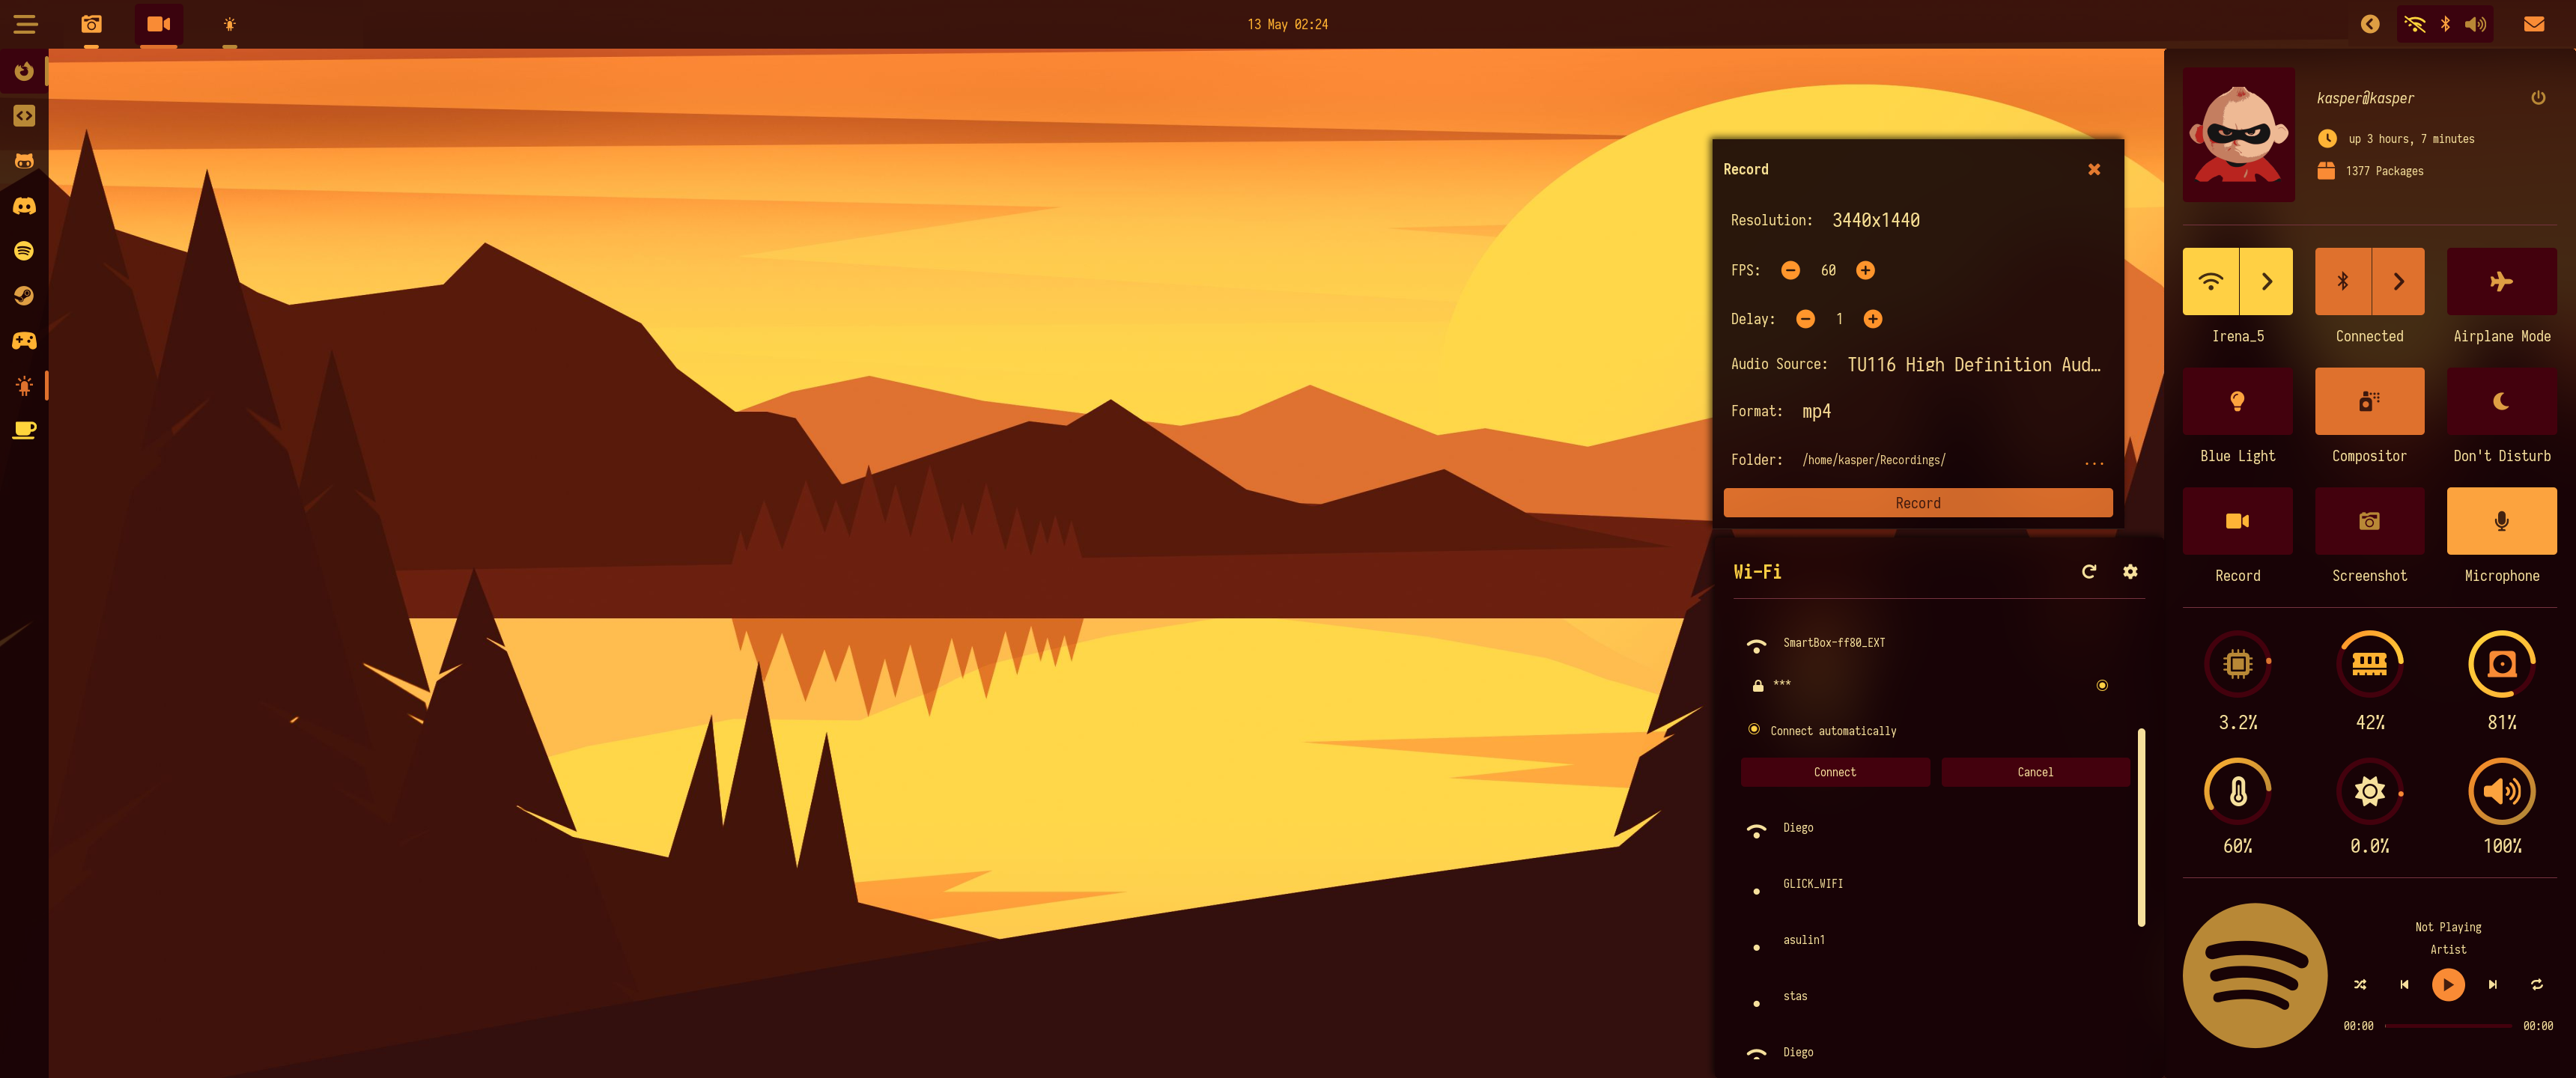 13 May 02:24
kasper@kasper
up 3 hours, 7 minutes
1377 Packages
Record
Resolution: 3440x1440
FPS: 60
Delay: 1
Audio Source: TU116 High Definition Aud…
Format: mp4
Folder: /home/kasper/Recordings/ ...
Record
Wi-Fi
SmartBox-ff80_EXT
***
Connect automatically
Connect Cancel
Diego
GLICK_WIFI
asulin1
stas
Diego
Irena_5 Connected Airplane Mode
Blue Light Compositor Don't Disturb
Record Screenshot Microphone
3.2% 42% 81%
60% 0.0% 100%
Not Playing
Artist
00:00 00:00